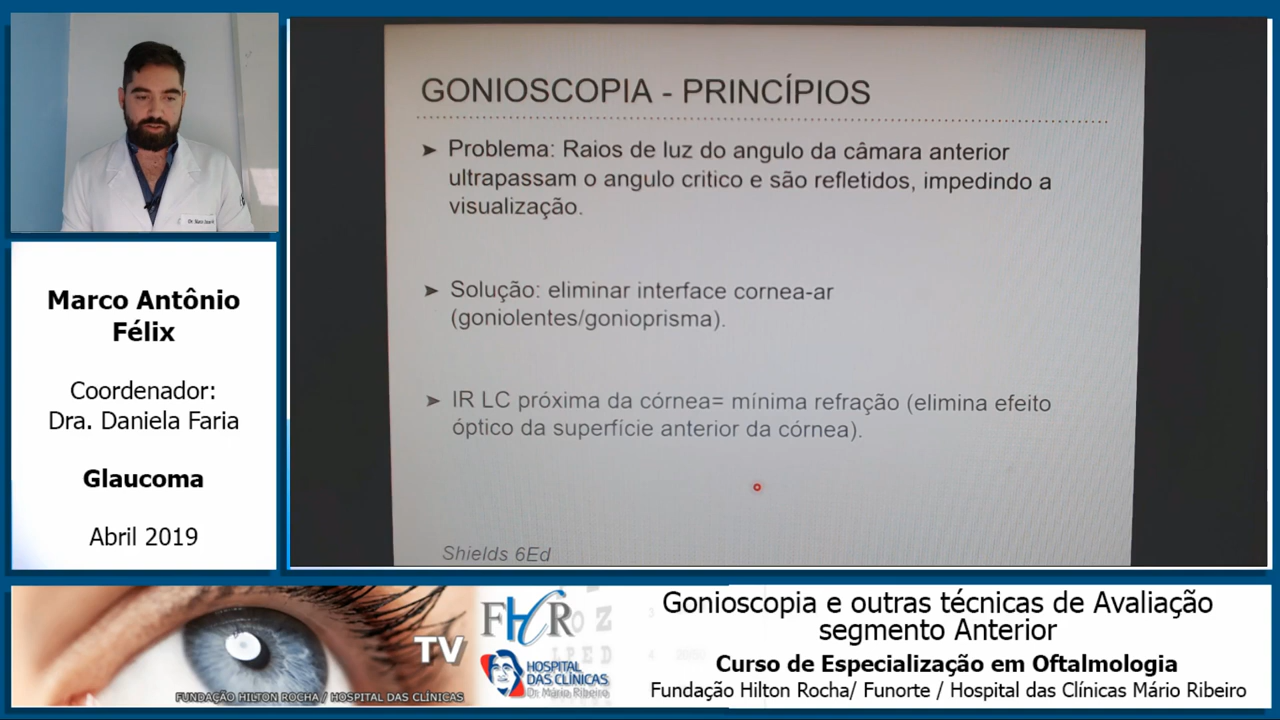 GONIOSCOPIA - PRINCÍPIOS
➤ Problema: Raios de luz do angulo da câmara anterior
ultrapassam o angulo critico e são refletidos, impedindo a
visualização.
➤ Solução: eliminar interface cornea-ar
(goniolentes/gonioprisma).
➤ IR LC próxima da córnea= mínima refração (elimina efeito
óptico da superfície anterior da córnea).
Shields 6Ed
Marco Antônio
Félix
Coordenador:
Dra. Daniela Faria
Glaucoma
Abril 2019
TV
FUNDAÇÃO HILTON ROCHA / HOSPITAL DAS CLÍNICAS
FHR
HOSPITAL
DAS CLÍNICAS
Dr Mário Ribeiro
Gonioscopia e outras técnicas de Avaliação
segmento Anterior
Curso de Especialização em Oftalmologia
Fundação Hilton Rocha/ Funorte / Hospital das Clínicas Mário Ribeiro